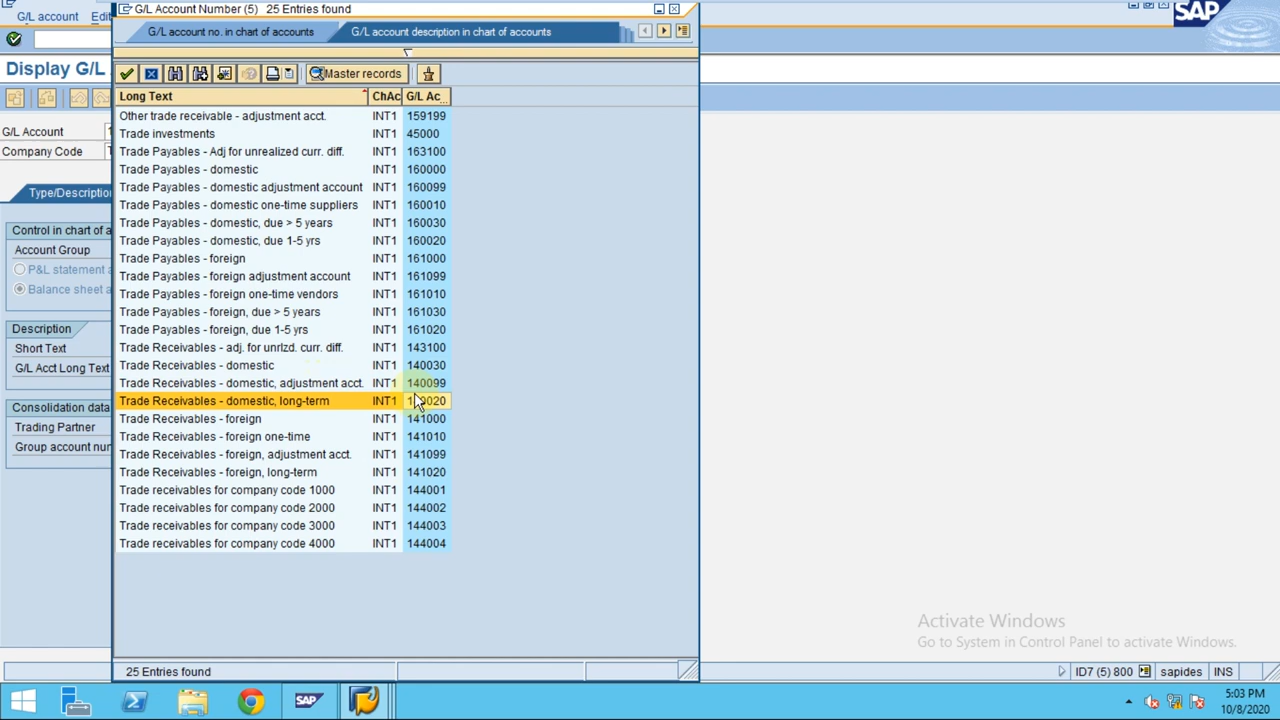 G/L Account Number (5) 25 Entries found
G/L account Edi
SAP
G/L account no. in chart of accounts
G/L account description in chart of accounts
Display G/L
Master records
Long Text ChAc G/L Ac...
Other trade receivable - adjustment acct. INT1 159199
Trade investments INT1 45000
Trade Payables - Adj for unrealized curr. diff. INT1 163100
Trade Payables - domestic INT1 160000
Trade Payables - domestic adjustment account INT1 160099
Trade Payables - domestic one-time suppliers INT1 160010
Trade Payables - domestic, due > 5 years INT1 160030
Trade Payables - domestic, due 1-5 yrs INT1 160020
Trade Payables - foreign INT1 161000
Trade Payables - foreign adjustment account INT1 161099
Trade Payables - foreign one-time vendors INT1 161010
Trade Payables - foreign, due > 5 years INT1 161030
Trade Payables - foreign, due 1-5 yrs INT1 161020
Trade Receivables - adj. for unrlzd. curr. diff. INT1 143100
Trade Receivables - domestic INT1 140030
Trade Receivables - domestic, adjustment acct. INT1 140099
Trade Receivables - domestic, long-term INT1
Trade Receivables - foreign INT1 141000
Trade Receivables - foreign one-time INT1 141010
Trade Receivables - foreign, adjustment acct. INT1 141099
Trade Receivables - foreign, long-term INT1 141020
Trade receivables for company code 1000 INT1 144001
Trade receivables for company code 2000 INT1 144002
Trade receivables for company code 3000 INT1 144003
Trade receivables for company code 4000 INT1 144004
G/L Account
Company Code
Type/Descriptio
Control in chart of a
Account Group
P&L statement a
Balance sheet a
Description
Short Text
G/L Acct Long Text
Consolidation data
Trading Partner
Group account num
25 Entries found
Activate Windows
Go to System in Control Panel to activate Windows.
ID7 (5) 800 sapides INS
SAP
5:03 PM
10/8/2020